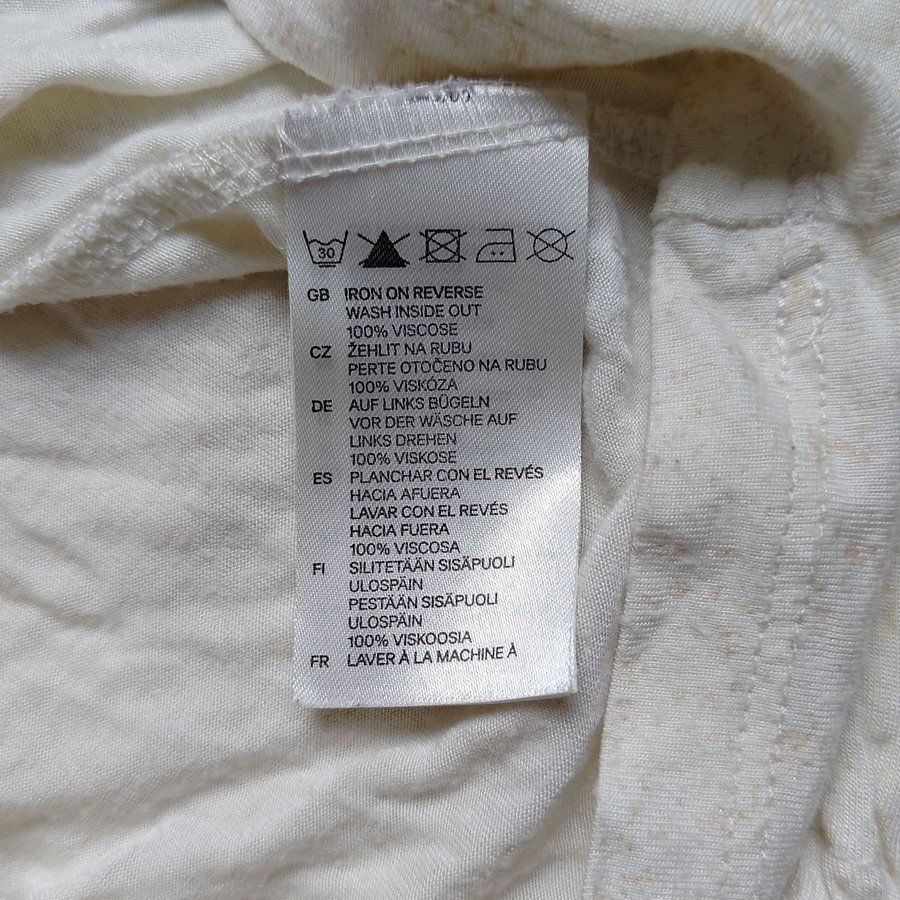 30
GB IRON ON REVERSE
WASH INSIDE OUT
100% VISCOSE
CZ ŽEHLIT NA RUBU
PERTE OTOČENO NA RUBU
100% VISKÓZA
DE AUF LINKS BÜGELN
VOR DER WÄSCHE AUF
LINKS DREHEN
100% VISKOSE
ES PLANCHAR CON EL REVÉS
HACIA AFUERA
LAVAR CON EL REVÉS
HACIA FUERA
100% VISCOSA
FI SILITETÄÄN SISÄPUOLI
ULOSPÄIN
PESTÄÄN SISÄPUOLI
ULOSPÄIN
100% VISKOOSIA
FR LAVER À LA MACHINE À